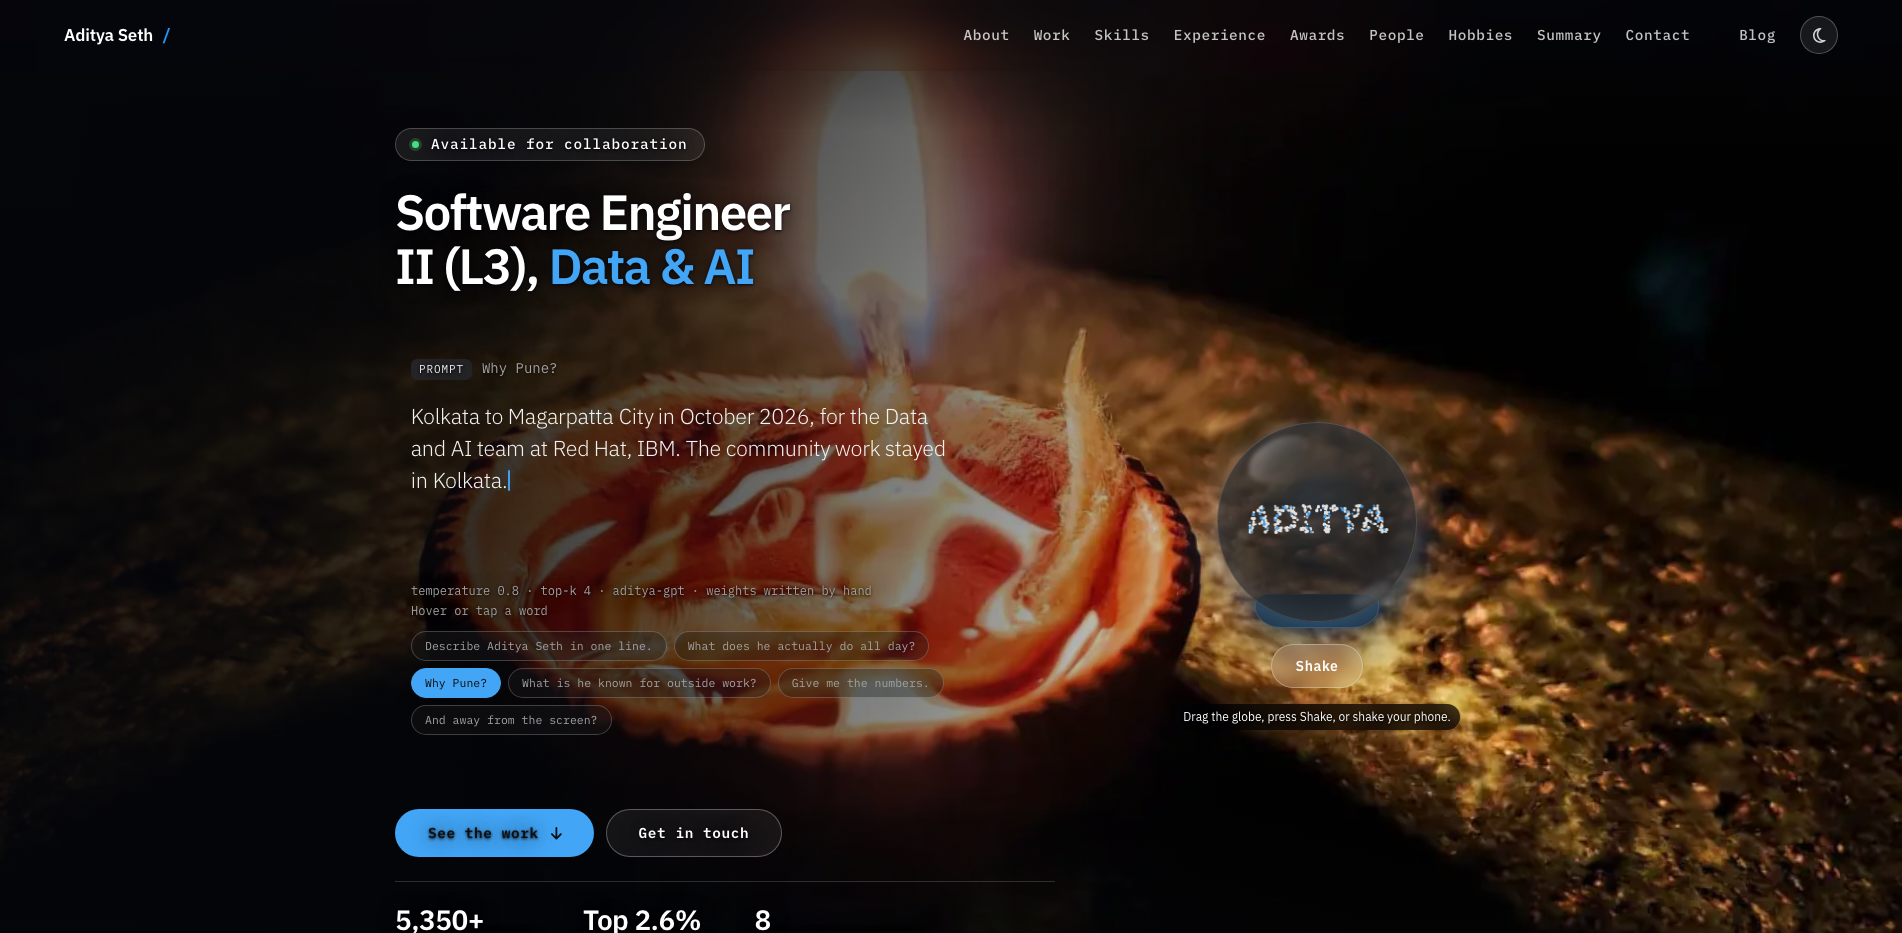 Aditya Seth /
About Work Skills Experience Awards People Hobbies Summary Contact Blog
Available for collaboration
Software Engineer
II (L3), Data & AI
PROMPT Why Pune?
Kolkata to Magarpatta City in October 2026, for the Data
and AI team at Red Hat, IBM. The community work stayed
in Kolkata.
ADITYA
temperature 0.8 · top-k 4 · aditya-gpt · weights written by hand
Hover or tap a word
Describe Aditya Seth in one line. What does he actually do all day?
Why Pune? What is he known for outside work? Give me the numbers.
And away from the screen?
Shake
Drag the globe, press Shake, or shake your phone.
See the work ↓ Get in touch
5,350+ Top 2.6% 8